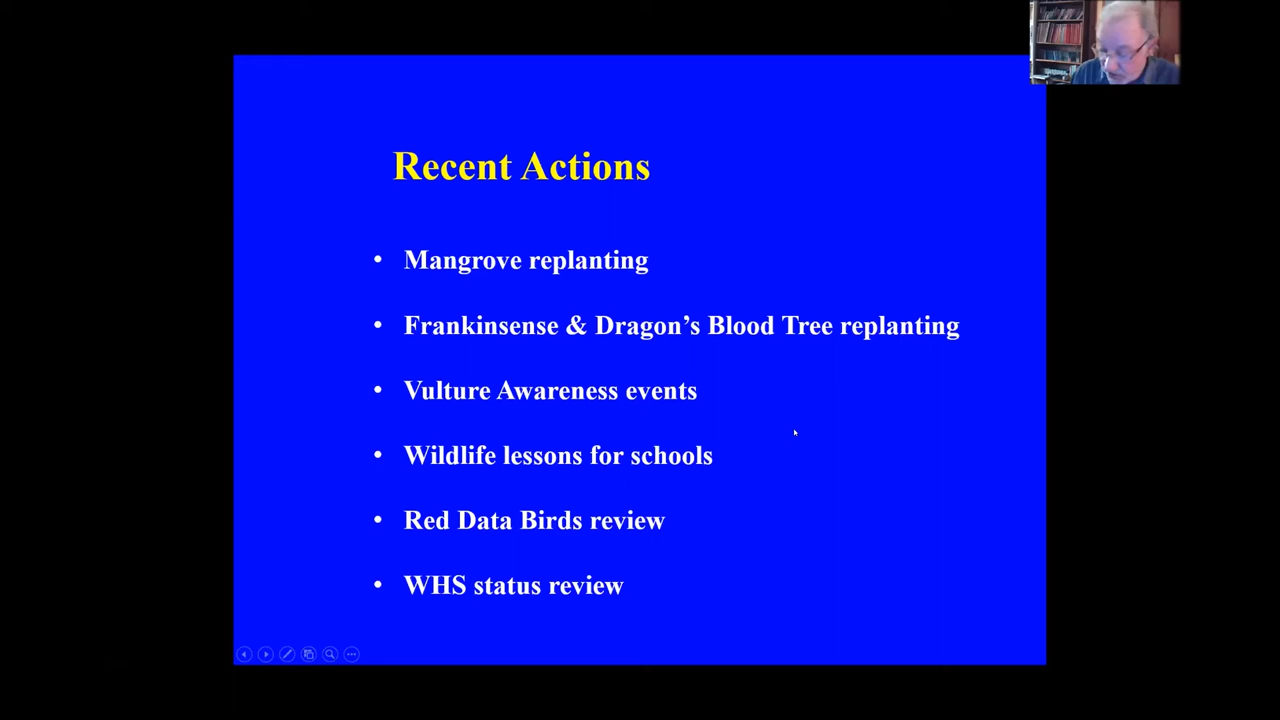 Recent Actions
• Mangrove replanting
• Frankinsense & Dragon’s Blood Tree replanting
• Vulture Awareness events
• Wildlife lessons for schools
• Red Data Birds review
• WHS status review